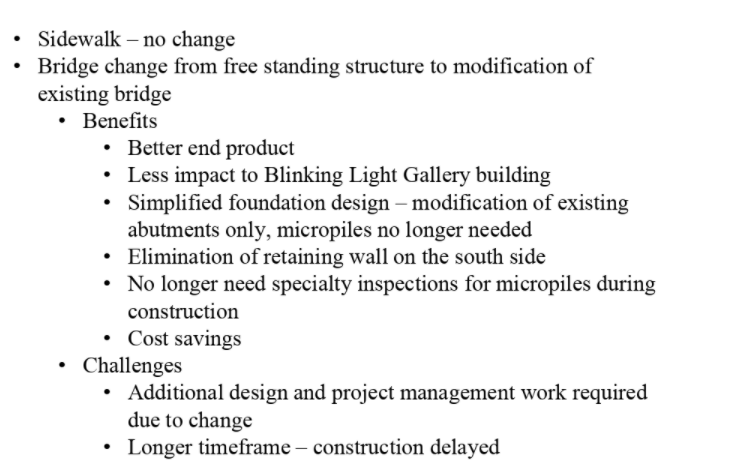 • Sidewalk – no change
• Bridge change from free standing structure to modification of
existing bridge
• Benefits
• Better end product
• Less impact to Blinking Light Gallery building
• Simplified foundation design – modification of existing
abutments only, micropiles no longer needed
• Elimination of retaining wall on the south side
• No longer need specialty inspections for micropiles during
construction
• Cost savings
• Challenges
• Additional design and project management work required
due to change
• Longer timeframe – construction delayed